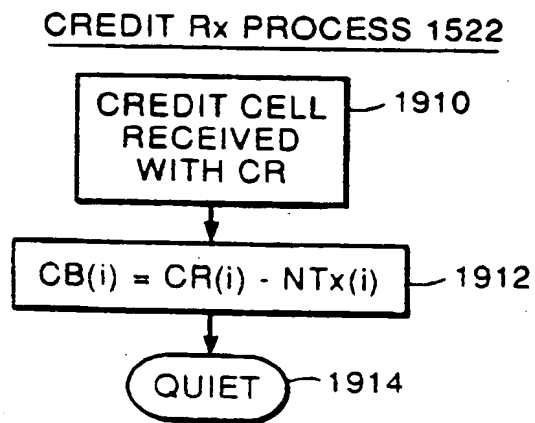 CREDIT Rx PROCESS 1522
CREDIT CELL
RECEIVED
WITH CR
1910
CB(i) = CR(i) - NTx(i)
1912
QUIET
1914